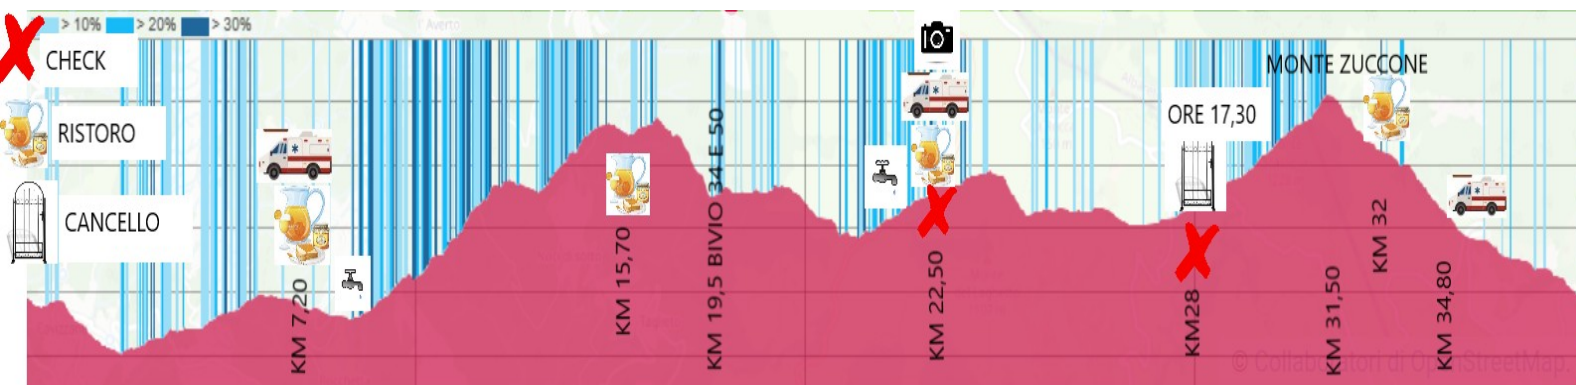 > 10% > 20% > 30%
CHECK
RISTORO
CANCELLO
KM 7,20
KM 15,70
KM 19,5 BIVIO 34 E 50
KM 22,50
ORE 17,30
KM28
MONTE ZUCCONE
KM 31,50
KM 32
KM 34,80
© Collaboratori di OpenStreetMap.